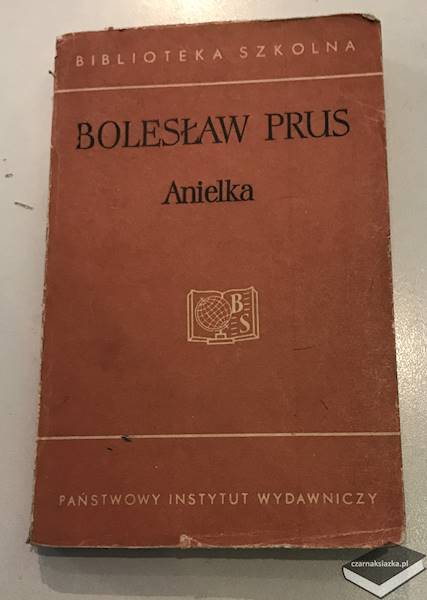 BIBLIOTEKA SZKOLNA
BOLESŁAW PRUS
Anielka
B
S
PAŃSTWOWY INSTYTUT WYDAWNICZY
czarnaksiazka.pl